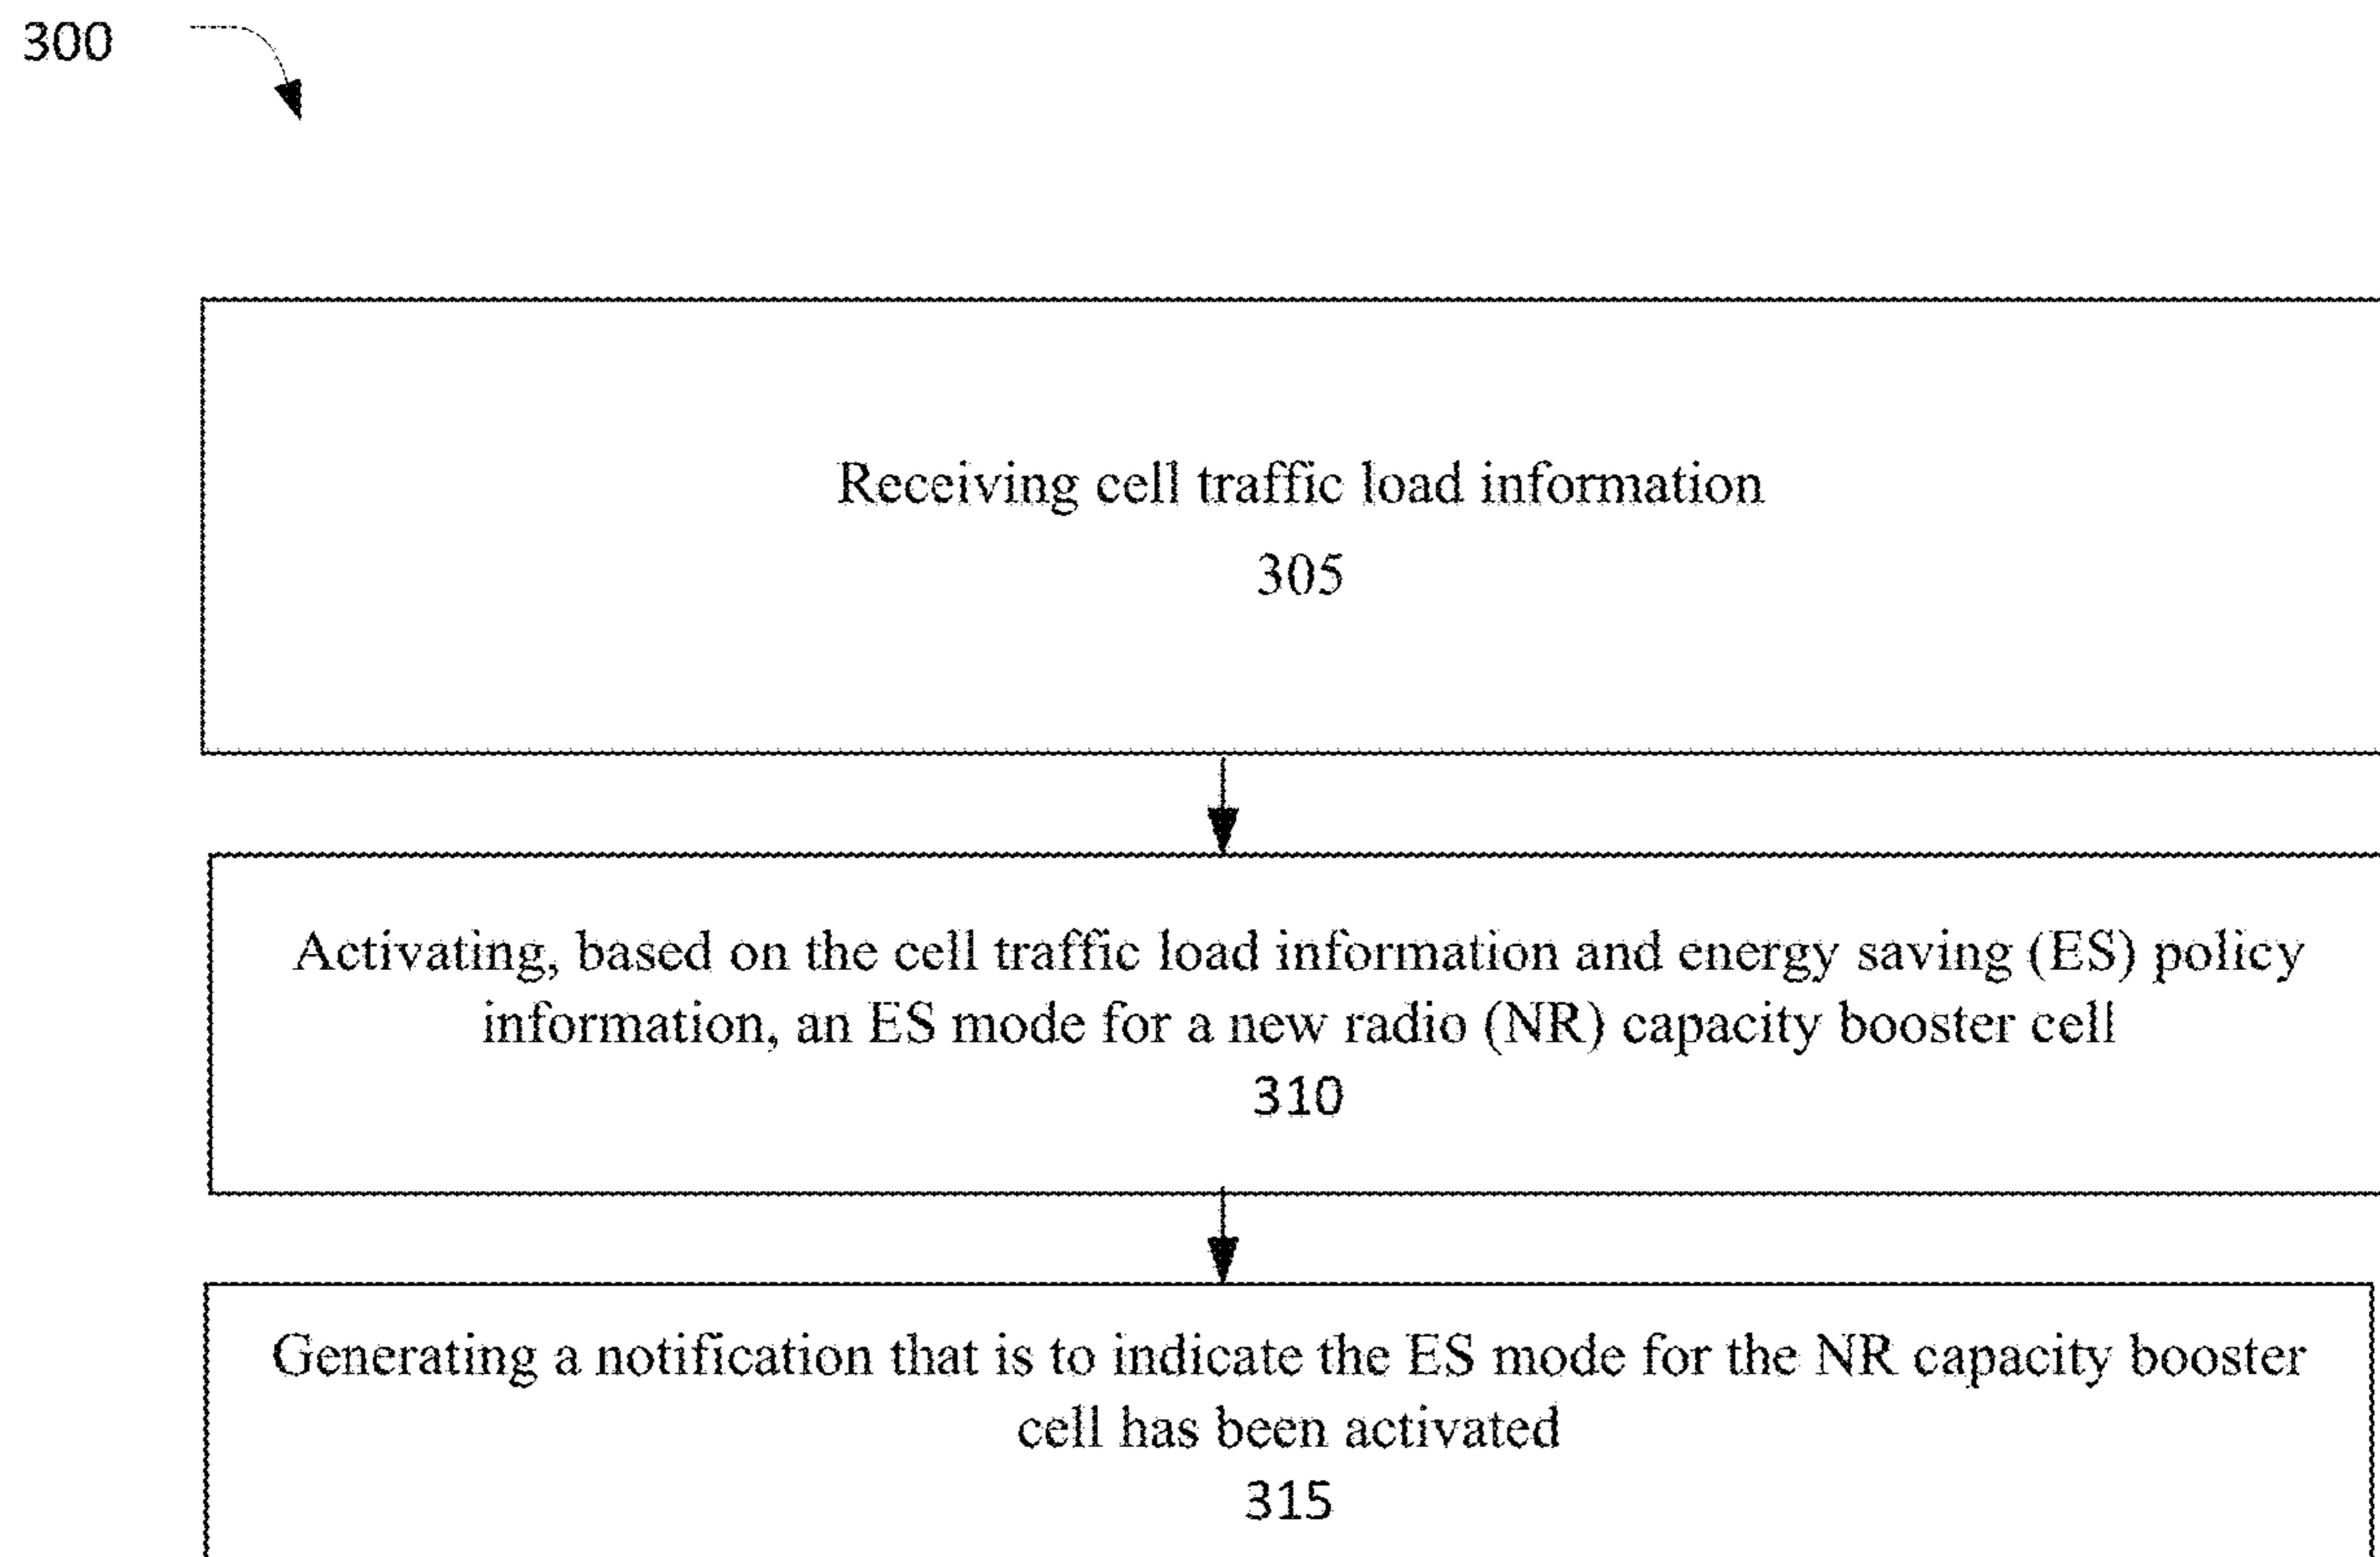 300
Receiving cell traffic load information
305
Activating, based on the cell traffic load information and energy saving (ES) policy
information, an ES mode for a new radio (NR) capacity booster cell
310
Generating a notification that is to indicate the ES mode for the NR capacity booster
cell has been activated
315